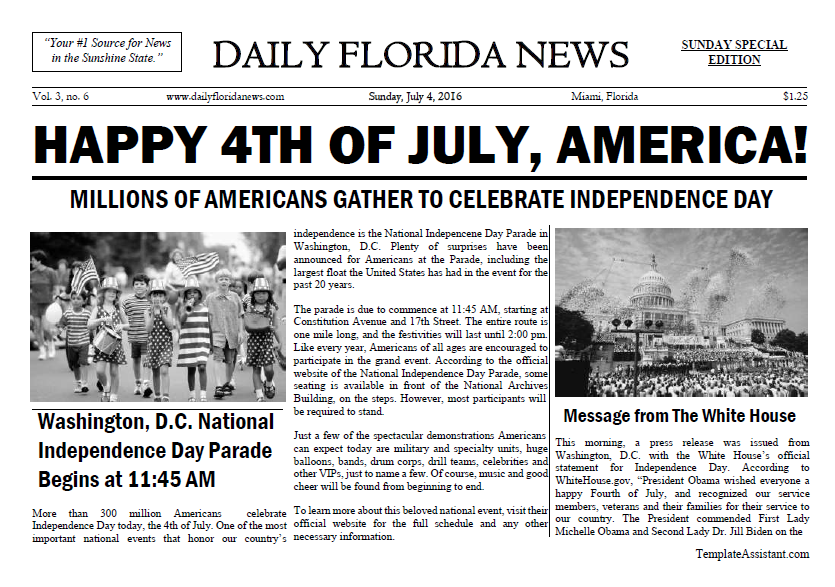 “Your #1 Source for News
in the Sunshine State.”
DAILY FLORIDA NEWS
SUNDAY SPECIAL
EDITION
Vol. 3, no. 6 www.dailyfloridanews.com Sunday, July 4, 2016 Miami, Florida $1.25
HAPPY 4TH OF JULY, AMERICA!
MILLIONS OF AMERICANS GATHER TO CELEBRATE INDEPENDENCE DAY
Washington, D.C. National
Independence Day Parade
Begins at 11:45 AM
More than 300 million Americans celebrate
Independence Day today, the 4th of July. One of the most
important national events that honor our country’s
independence is the National Indepencene Day Parade in
Washington, D.C. Plenty of surprises have been
announced for Americans at the Parade, including the
largest float the United States has had in the event for the
past 20 years.
The parade is due to commence at 11:45 AM, starting at
Constitution Avenue and 17th Street. The entire route is
one mile long, and the festivities will last until 2:00 pm.
Like every year, Americans of all ages are encouraged to
participate in the grand event. According to the official
website of the National Independence Day Parade, some
seating is available in front of the National Archives
Building, on the steps. However, most participants will
be required to stand.
Just a few of the spectacular demonstrations Americans
can expect today are military and specialty units, huge
balloons, bands, drum corps, drill teams, celebrities and
other VIPs, just to name a few. Of course, music and good
cheer will be found from beginning to end.
To learn more about this beloved national event, visit their
official website for the full schedule and any other
necessary information.
Message from The White House
This morning, a press release was issued from
Washington, D.C. with the White House’s official
statement for Independence Day. According to
WhiteHouse.gov, “President Obama wished everyone a
happy Fourth of July, and recognized our service
members, veterans and their families for their service to
our country. The President commended First Lady
Michelle Obama and Second Lady Dr. Jill Biden on the
TemplateAssistant.com